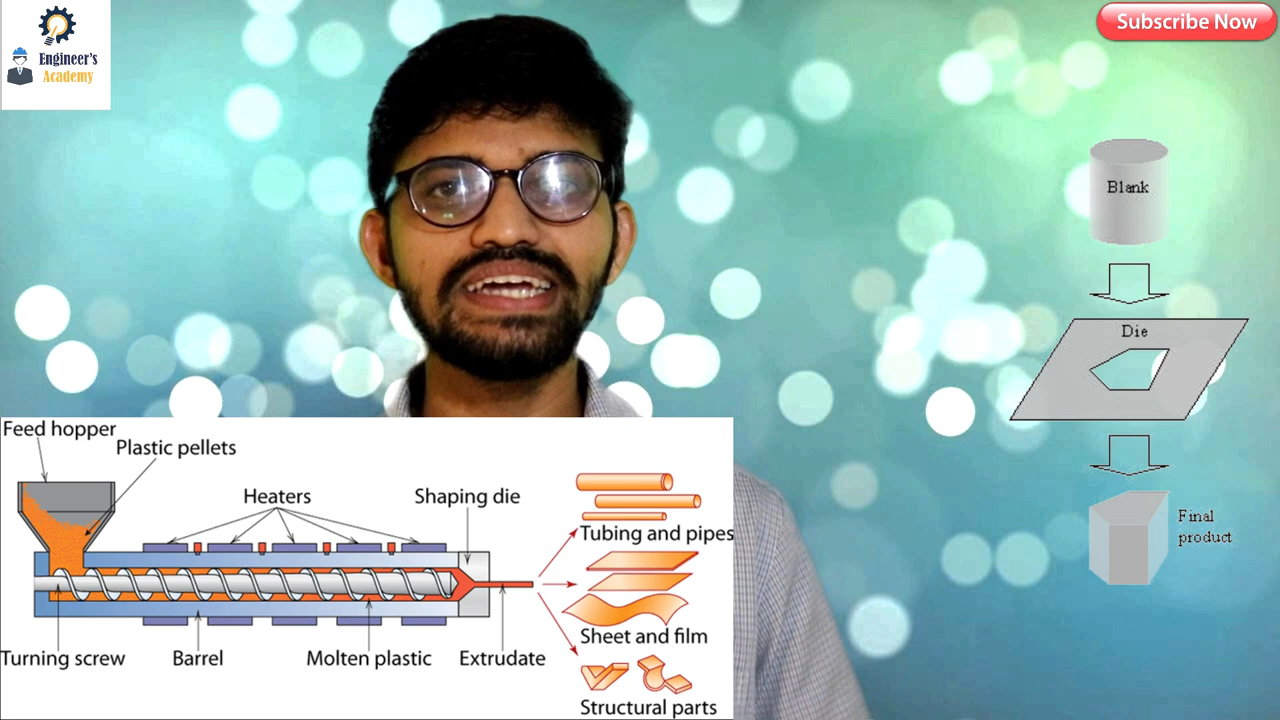 Engineer's
Academy
Subscribe Now
Blank
Die
Final
product
Feed hopper
Plastic pellets
Heaters
Shaping die
Tubing and pipes
Sheet and film
Turning screw
Barrel
Molten plastic
Extrudate
Structural parts